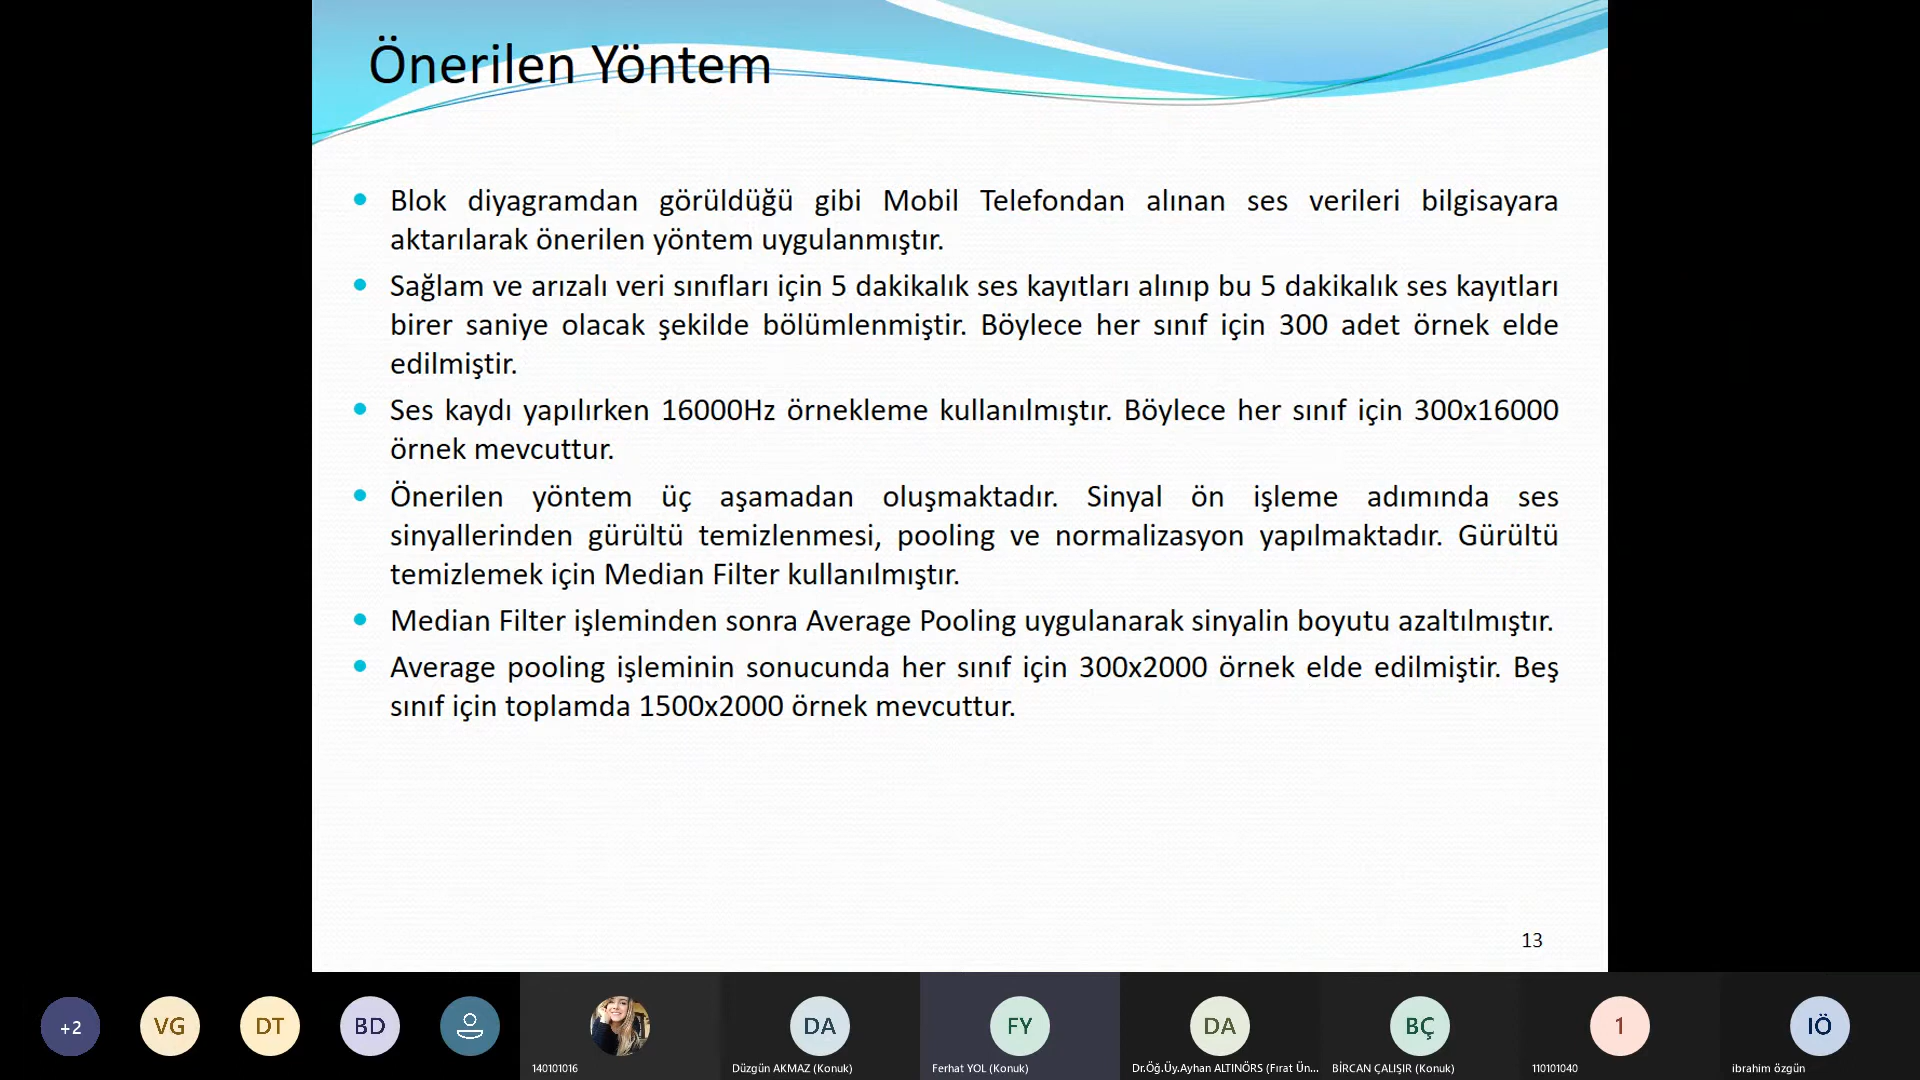 Önerilen Yöntem
Blok diyagramdan görüldüğü gibi Mobil Telefondan alınan ses verileri bilgisayara
aktarılarak önerilen yöntem uygulanmıştır.
Sağlam ve arızalı veri sınıfları için 5 dakikalık ses kayıtları alınıp bu 5 dakikalık ses kayıtları
birer saniye olacak şekilde bölümlenmiştir. Böylece her sınıf için 300 adet örnek elde
edilmiştir.
Ses kaydı yapılırken 16000Hz örnekleme kullanılmıştır. Böylece her sınıf için 300x16000
örnek mevcuttur.
Önerilen yöntem üç aşamadan oluşmaktadır. Sinyal ön işleme adımında ses
sinyallerinden gürültü temizlenmesi, pooling ve normalizasyon yapılmaktadır. Gürültü
temizlemek için Median Filter kullanılmıştır.
Median Filter işleminden sonra Average Pooling uygulanarak sinyalin boyutu azaltılmıştır.
Average pooling işleminin sonucunda her sınıf için 300x2000 örnek elde edilmiştir. Beş
sınıf için toplamda 1500x2000 örnek mevcuttur.
13
+2 VG DT BD DA FY DA BÇ 1 IÖ
140101016 Düzgün AKMAZ (Konuk) Ferhat YOL (Konuk) Dr.Öğ.Üy.Ayhan ALTINÖRS (Fırat Ün... BİRCAN ÇALIŞIR (Konuk) 110101040 ibrahim özgün